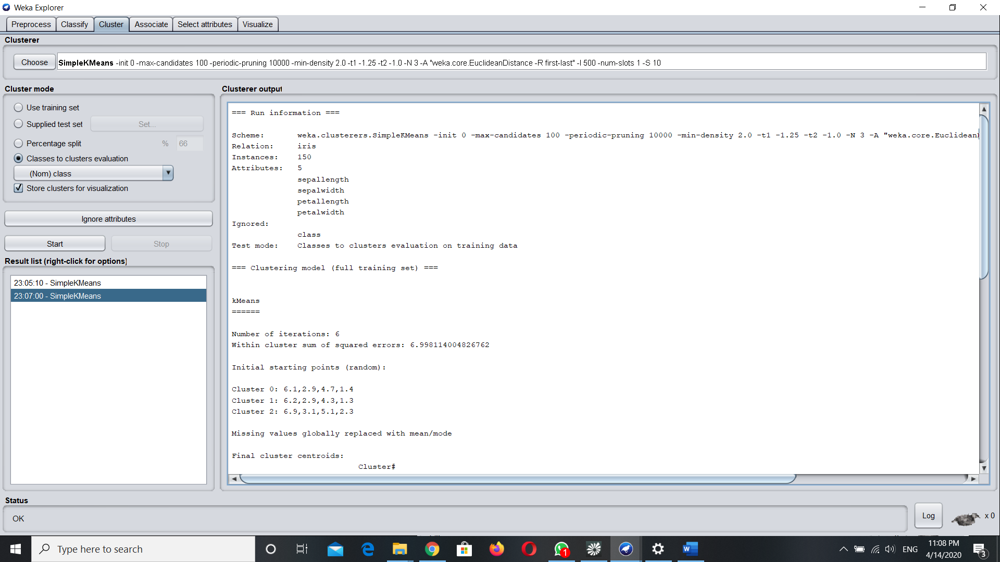 Weka Explorer
Preprocess Classify Cluster Associate Select attributes Visualize
Clusterer
Choose SimpleKMeans -init 0 -max-candidates 100 -periodic-pruning 10000 -min-density 2.0 -t1 -1.25 -t2 -1.0 -N 3 -A "weka.core.EuclideanDistance -R first-last" -I 500 -num-slots 1 -S 10
Cluster mode
Use training set
Supplied test set Set...
Percentage split % 66
Classes to clusters evaluation
(Nom) class
Store clusters for visualization
Ignore attributes
Start Stop
Result list (right-click for options)
23:05:10 - SimpleKMeans
23:07:00 - SimpleKMeans
Clusterer output
=== Run information ===
Scheme: weka.clusterers.SimpleKMeans -init 0 -max-candidates 100 -periodic-pruning 10000 -min-density 2.0 -t1 -1.25 -t2 -1.0 -N 3 -A "weka.core.Euclidean
Relation: iris
Instances: 150
Attributes: 5
sepallength
sepalwidth
petallength
petalwidth
Ignored:
class
Test mode: Classes to clusters evaluation on training data
=== Clustering model (full training set) ===
kMeans
======
Number of iterations: 6
Within cluster sum of squared errors: 6.998114004826762
Initial starting points (random):
Cluster 0: 6.1,2.9,4.7,1.4
Cluster 1: 6.2,2.9,4.3,1.3
Cluster 2: 6.9,3.1,5.1,2.3
Missing values globally replaced with mean/mode
Final cluster centroids:
Cluster#
Status
OK
Log x 0
Type here to search
1
ENG
11:08 PM
4/14/2020
3